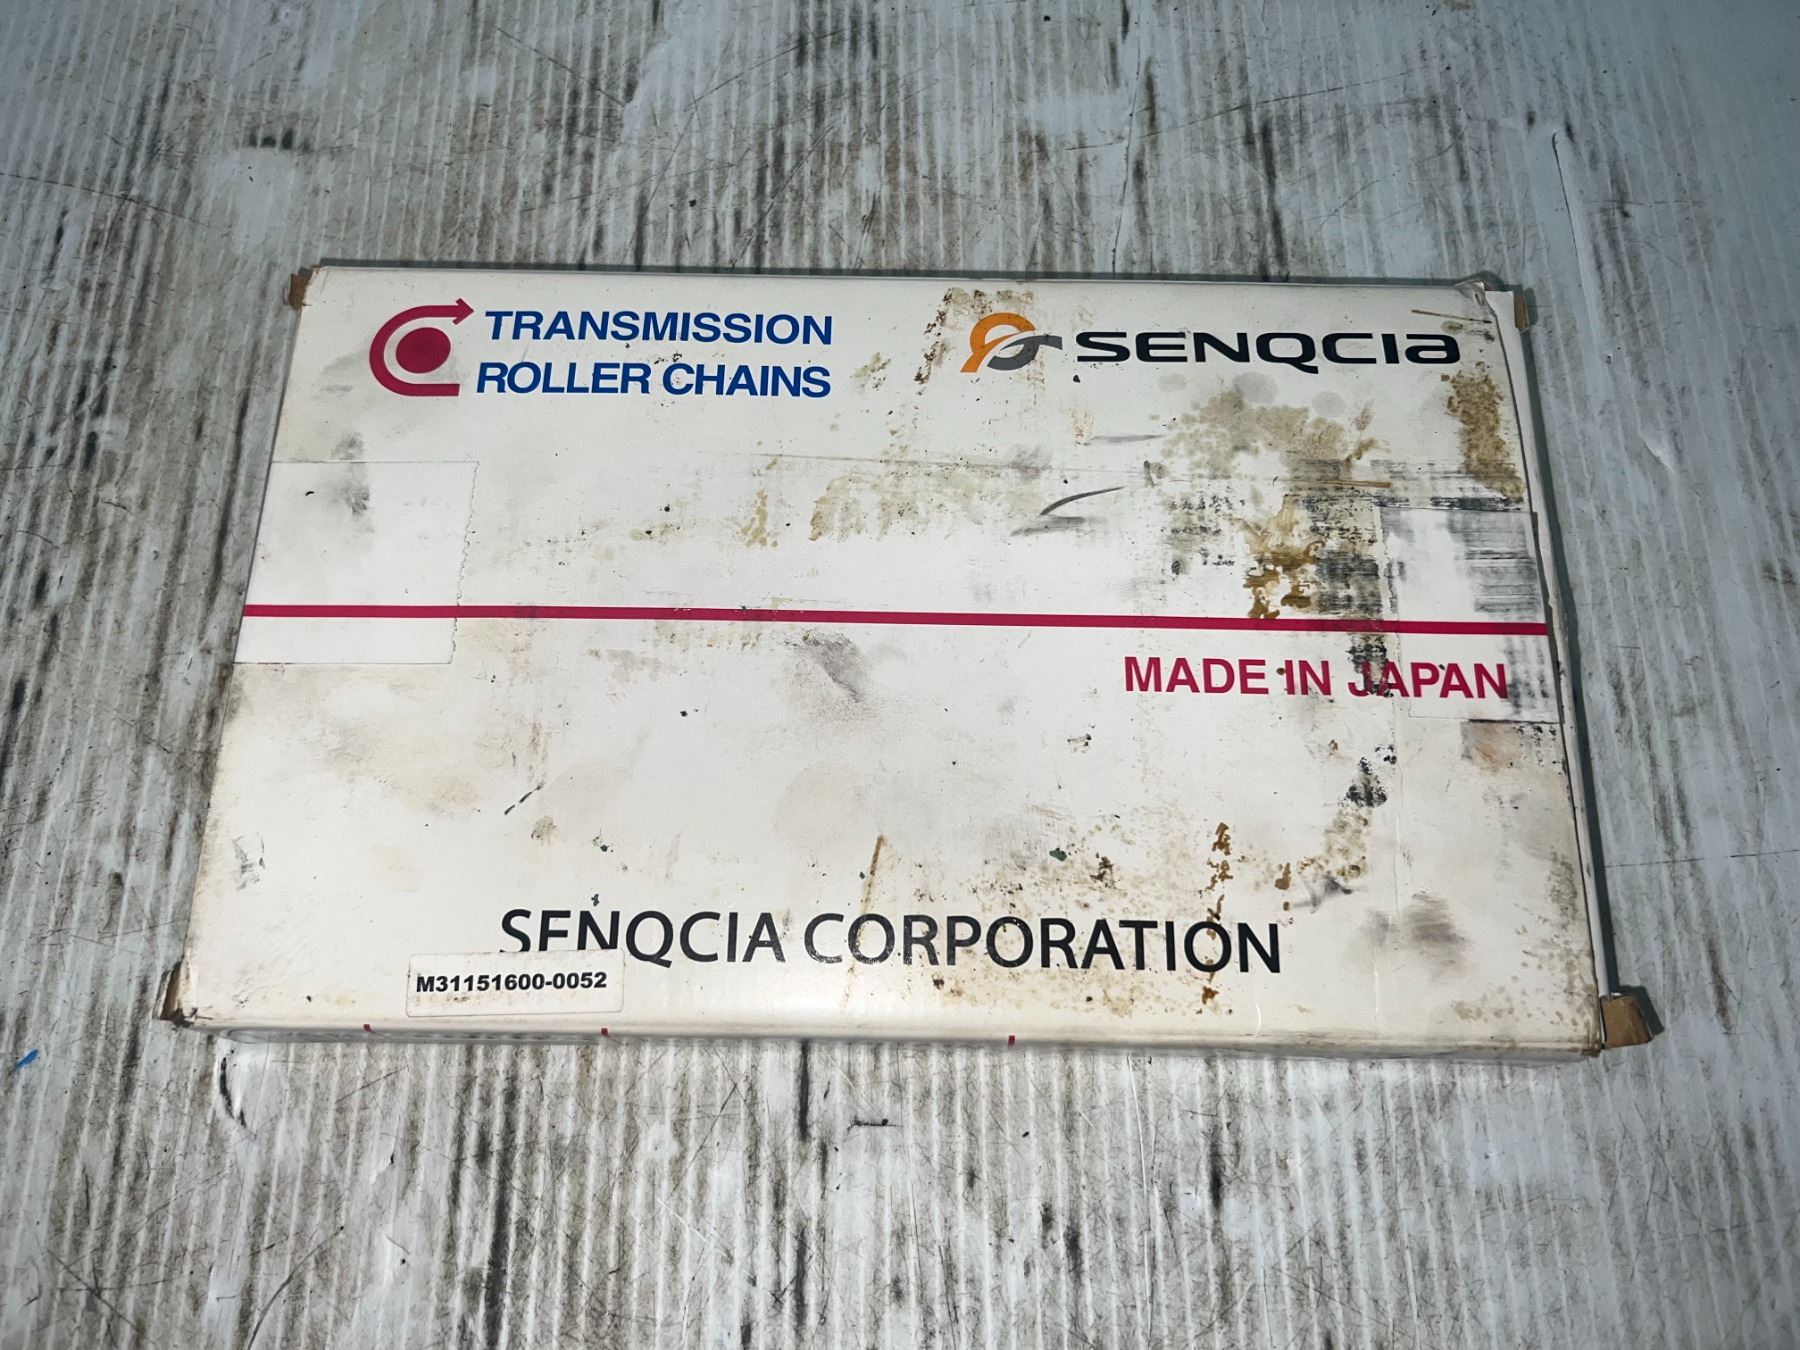 TRANSMISSION
ROLLER CHAINS
SENQCIA
MADE IN JAPAN
SENQCIA CORPORATION
M31151600-0052